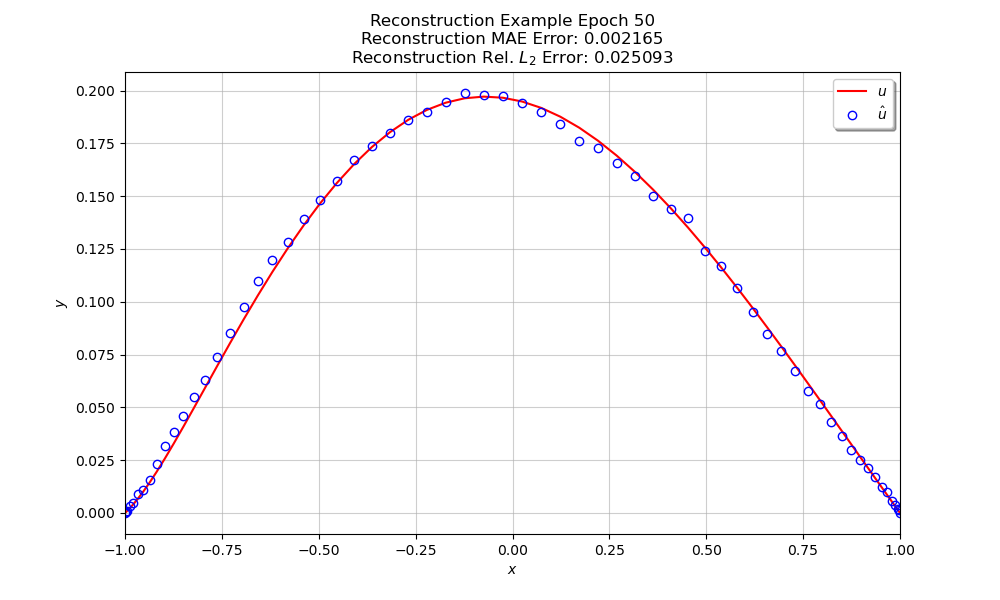 Reconstruction Example Epoch 50
Reconstruction MAE Error: 0.002165
Reconstruction Rel. L₂ Error: 0.025093
u
û
y
0.200
0.175
0.150
0.125
0.100
0.075
0.050
0.025
0.000
−1.00 −0.75 −0.50 −0.25 0.00 0.25 0.50 0.75 1.00
x